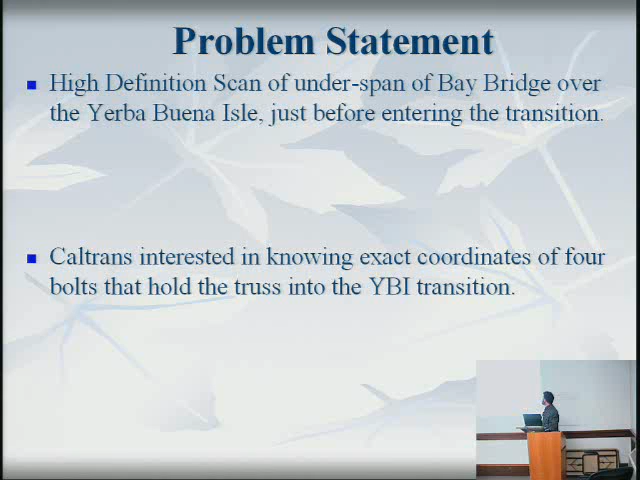 Problem Statement
High Definition Scan of under-span of Bay Bridge over
the Yerba Buena Isle, just before entering the transition.
Caltrans interested in knowing exact coordinates of four
bolts that hold the truss into the YBI transition.